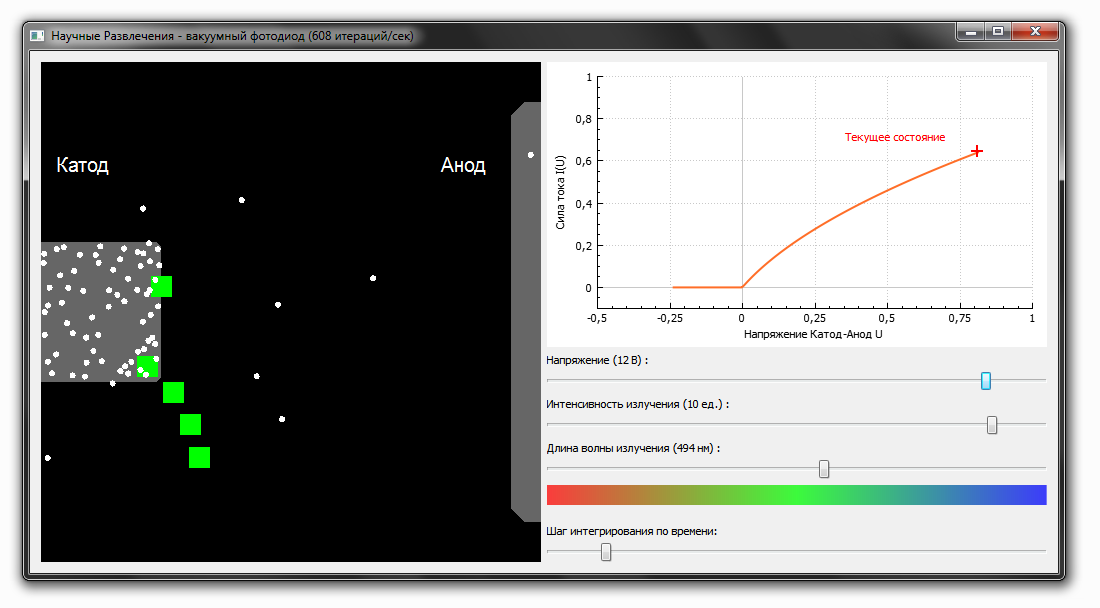 Научные Развлечения - вакуумный фотодиод (608 итераций/сек)
Катод
Анод
1
0,8
0,6
0,4
0,2
0
Сила тока I(U)
Текущее состояние
-0,5
-0,25
0
0,25
0,5
0,75
1
Напряжение Катод-Анод U
Напряжение (12 В) :
Интенсивность излучения (10 ед.) :
Длина волны излучения (494 нм) :
Шаг интегрирования по времени: